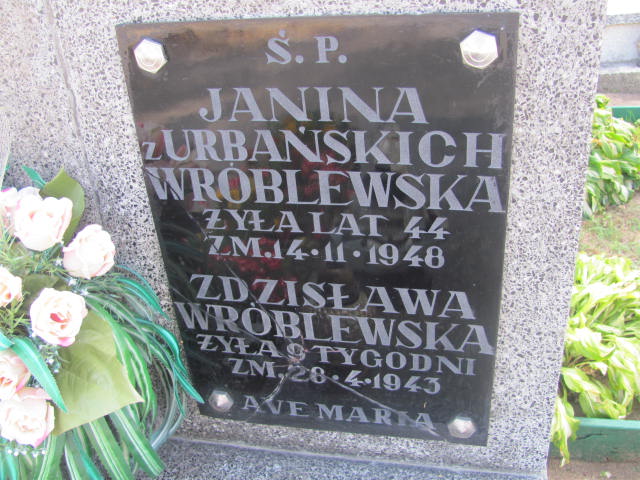 Ś. P.
JANINA
z URBAŃSKICH
WRÓBLEWSKA
ŻYŁA LAT 44
ZM. 14·11·1948
ZDZISŁAWA
WRÓBLEWSKA
ŻYŁA TYGODNI
ZM. 28·4·1943
AVE MARIA